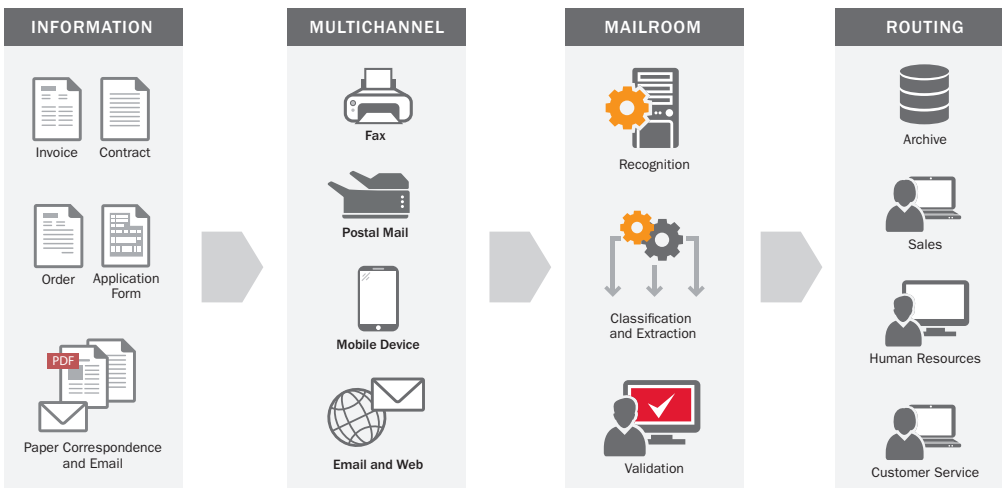 INFORMATION
Invoice
Contract
Order
Application
Form
PDF
Paper Correspondence
and Email
MULTICHANNEL
Fax
Postal Mail
Mobile Device
Email and Web
MAILROOM
Recognition
Classification
and Extraction
Validation
ROUTING
Archive
Sales
Human Resources
Customer Service